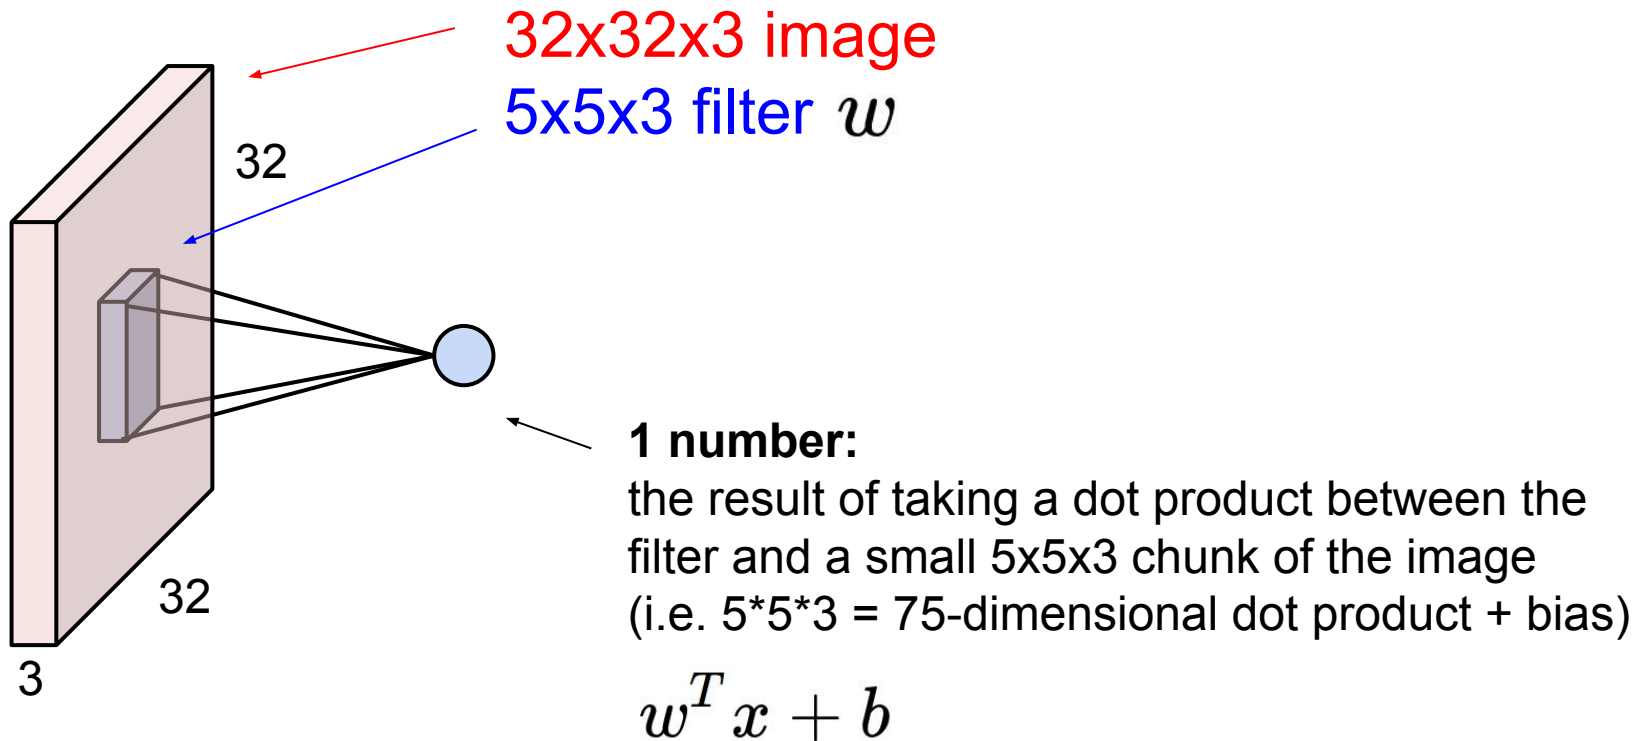 32x32x3 image
5x5x3 filter w
32
32
3
1 number:
the result of taking a dot product between the
filter and a small 5x5x3 chunk of the image
(i.e. 5*5*3 = 75-dimensional dot product + bias)
w^T x + b